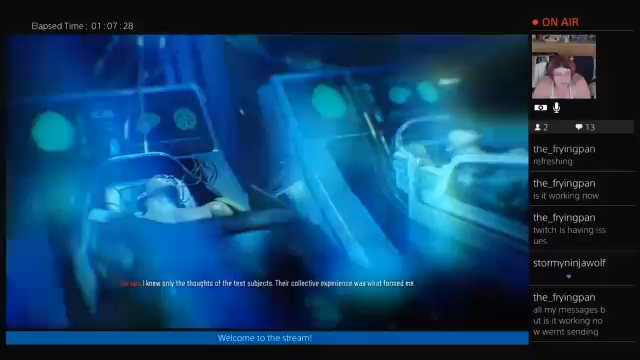 Elapsed Time : 01:07:28
ON AIR
2
13
the_fryingpan
refreshing
the_fryingpan
is it working now
the_fryingpan
twitch is having iss
ues
stormyninjawolf
the_fryingpan
all my messages b
ut is it working no
w wernt sending
I knew only the thoughts of the test subjects. Their collective experience was what formed me.
Welcome to the stream!